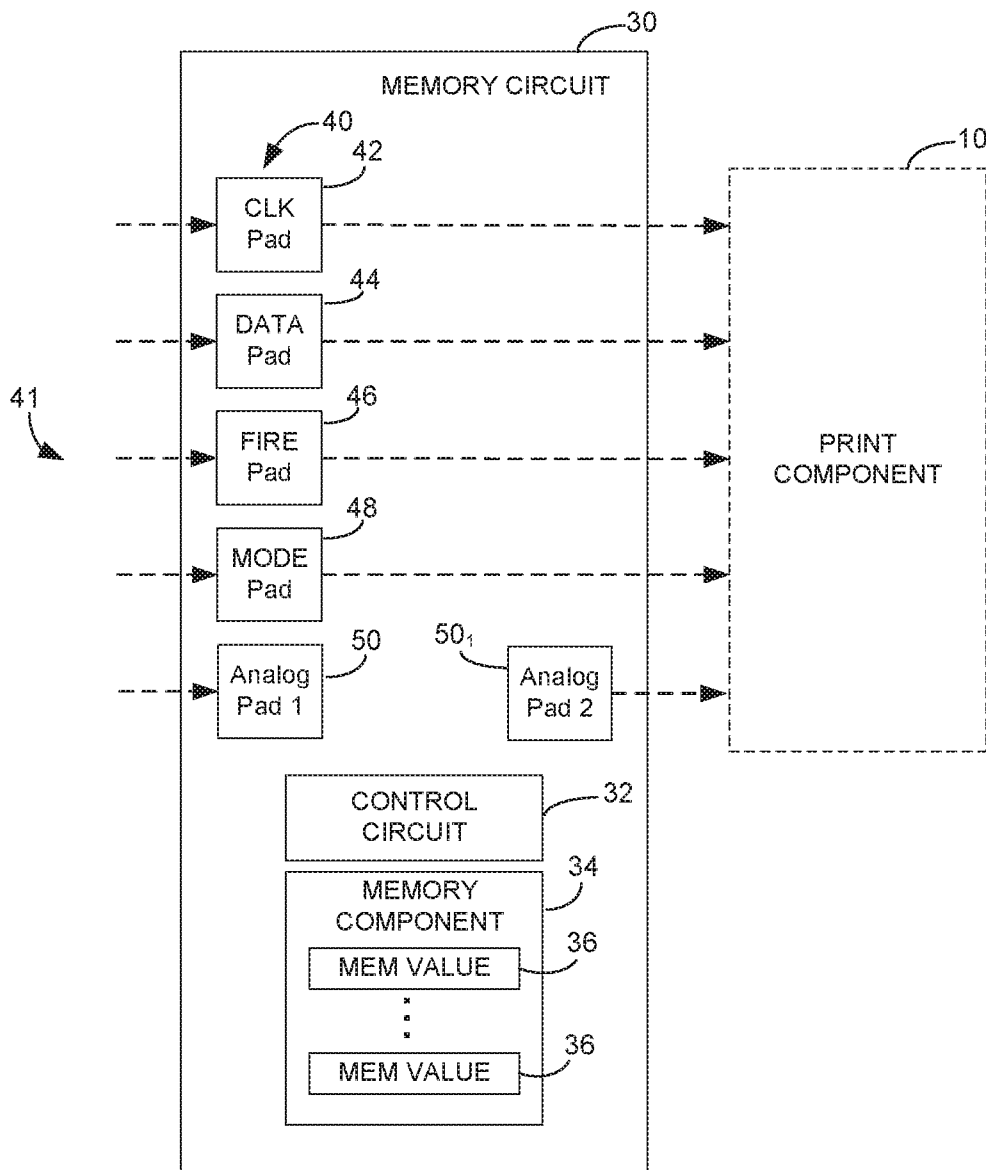 30
MEMORY CIRCUIT
40
42
CLK
Pad
10
44
DATA
Pad
41
46
FIRE
Pad
PRINT
COMPONENT
48
MODE
Pad
50
Analog
Pad 1
50₁
Analog
Pad 2
CONTROL
CIRCUIT
32
MEMORY
COMPONENT
34
MEM VALUE
36
MEM VALUE
36